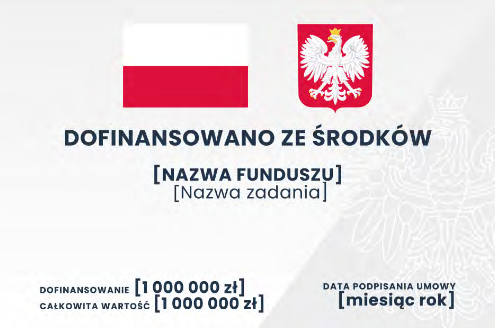 DOFINANSOWANO ZE ŚRODKÓW
[NAZWA FUNDUSZU]
[Nazwa zadania]
DOFINANSOWANIE [1 000 000 zł]
CAŁKOWITA WARTOŚĆ [1 000 000 zł]
DATA PODPISANIA UMOWY
[miesiąc rok]